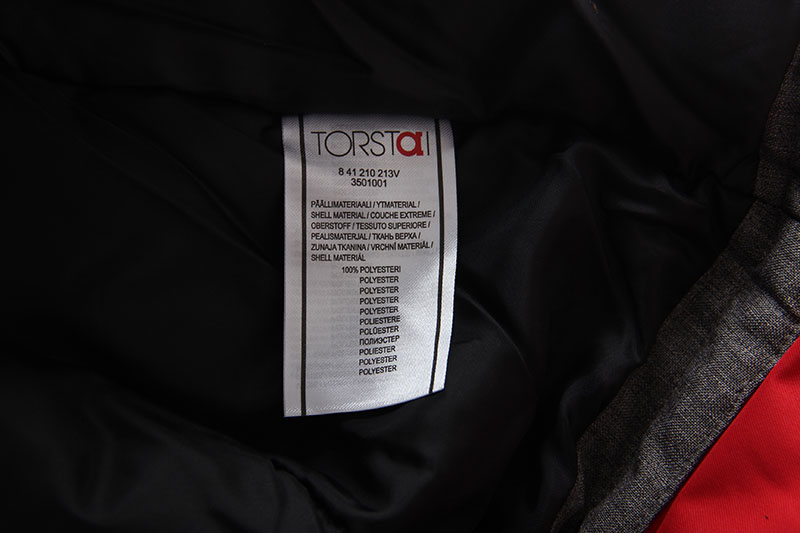 TORSTAI
8 41 210 213V
3501001
PÄÄLLIMATERIAALI / YTMATERIAL /
SHELL MATERIAL / COUCHE EXTREME /
OBERSTOFF / TESSUTO SUPERIORE /
PEALISMATERJAL / ТКАНЬ ВЕРХА /
ZUNAJA TKANINA / VRCHNÍ MATERIÁL /
SHELL MATERIÁL
100% POLYESTERI
POLYESTER
POLYESTER
POLYESTER
POLYESTER
POLIESTERE
POLÜESTER
ПОЛИЭСТЕР
POLIESTER
POLYESTER
POLYESTER